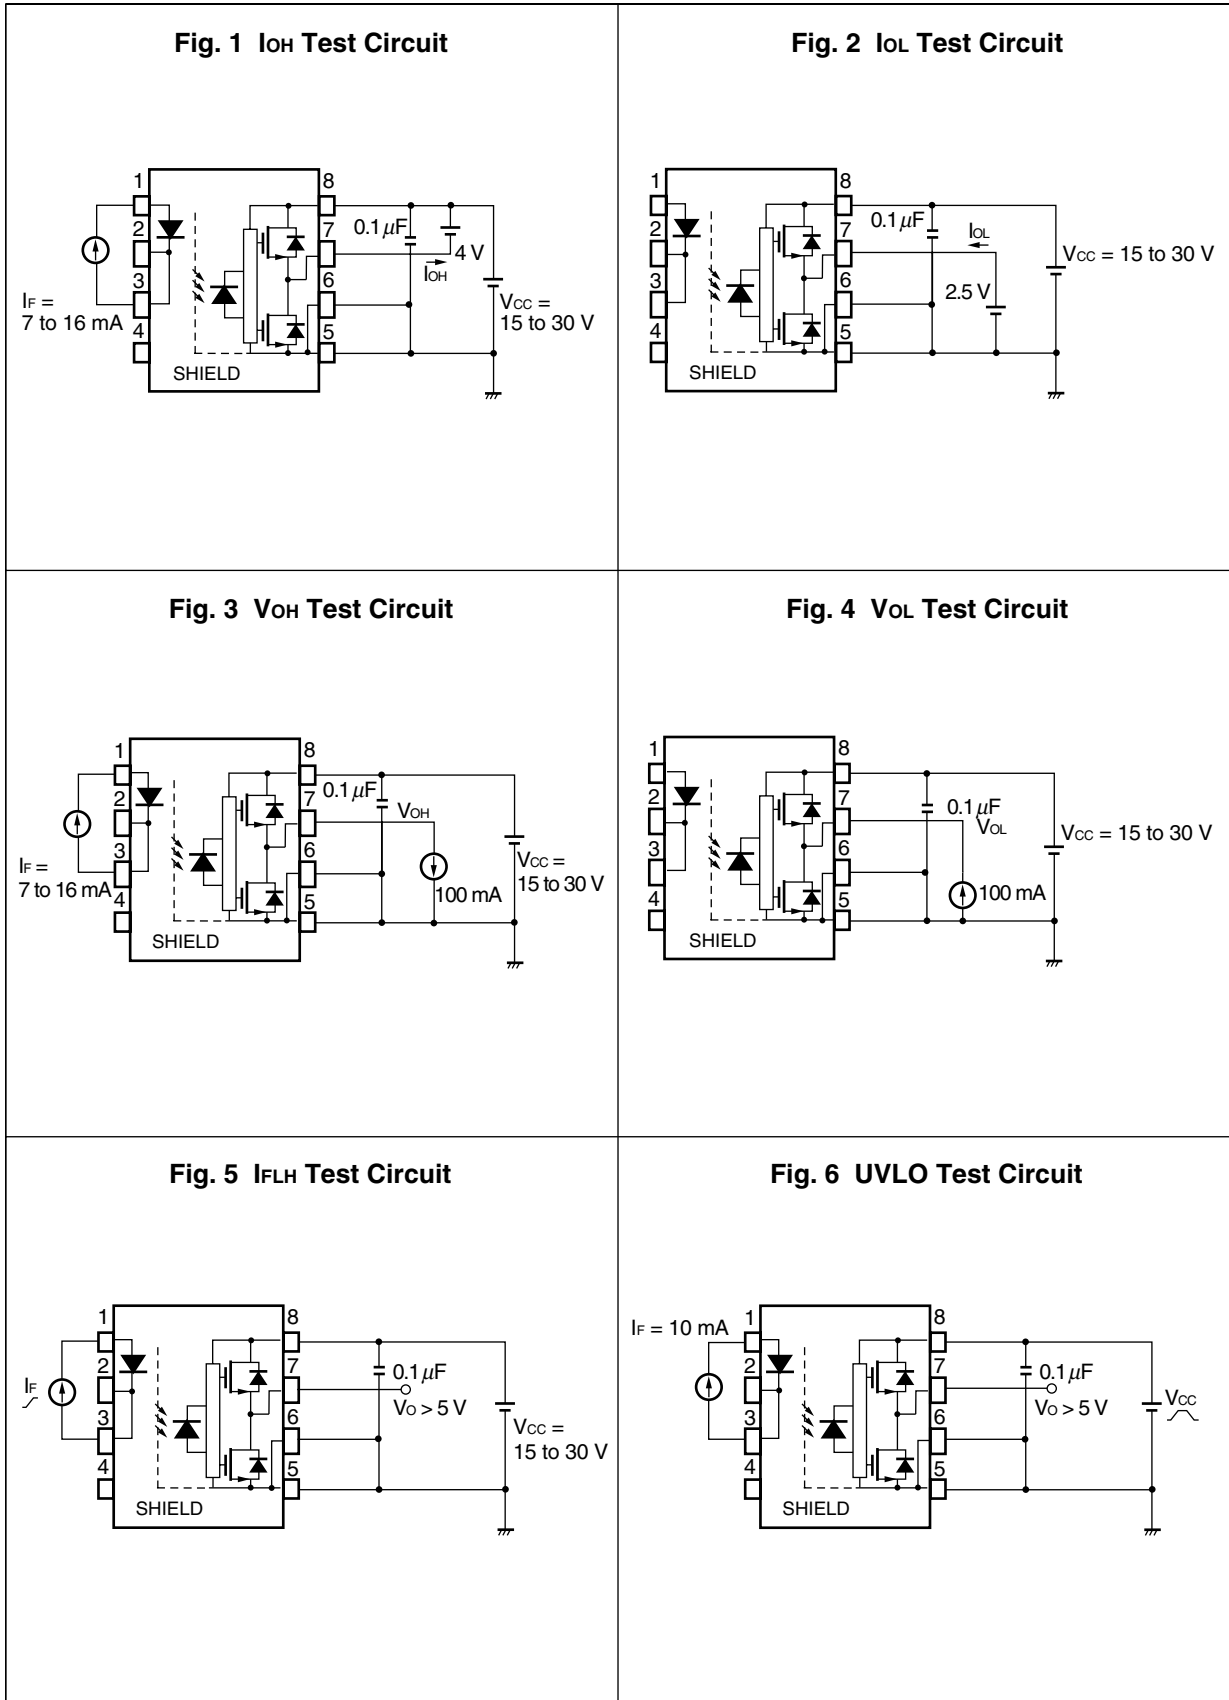 Fig. 1 IOH Test Circuit
1
2
3
4
8
7
6
5
0.1 μF
4 V
IOH
IF =
7 to 16 mA
VCC =
15 to 30 V
SHIELD
Fig. 2 IOL Test Circuit
1
2
3
4
8
7
6
5
0.1 μF
IOL
2.5 V
VCC = 15 to 30 V
SHIELD
Fig. 3 VOH Test Circuit
1
2
3
4
8
7
6
5
0.1 μF
VOH
IF =
7 to 16 mA
100 mA
VCC =
15 to 30 V
SHIELD
Fig. 4 VOL Test Circuit
1
2
3
4
8
7
6
5
0.1 μF
VOL
100 mA
VCC = 15 to 30 V
SHIELD
Fig. 5 IFLH Test Circuit
1
2
3
4
8
7
6
5
IF
0.1 μF
VO > 5 V
VCC =
15 to 30 V
SHIELD
Fig. 6 UVLO Test Circuit
IF = 10 mA
1
2
3
4
8
7
6
5
0.1 μF
VO > 5 V
VCC
SHIELD